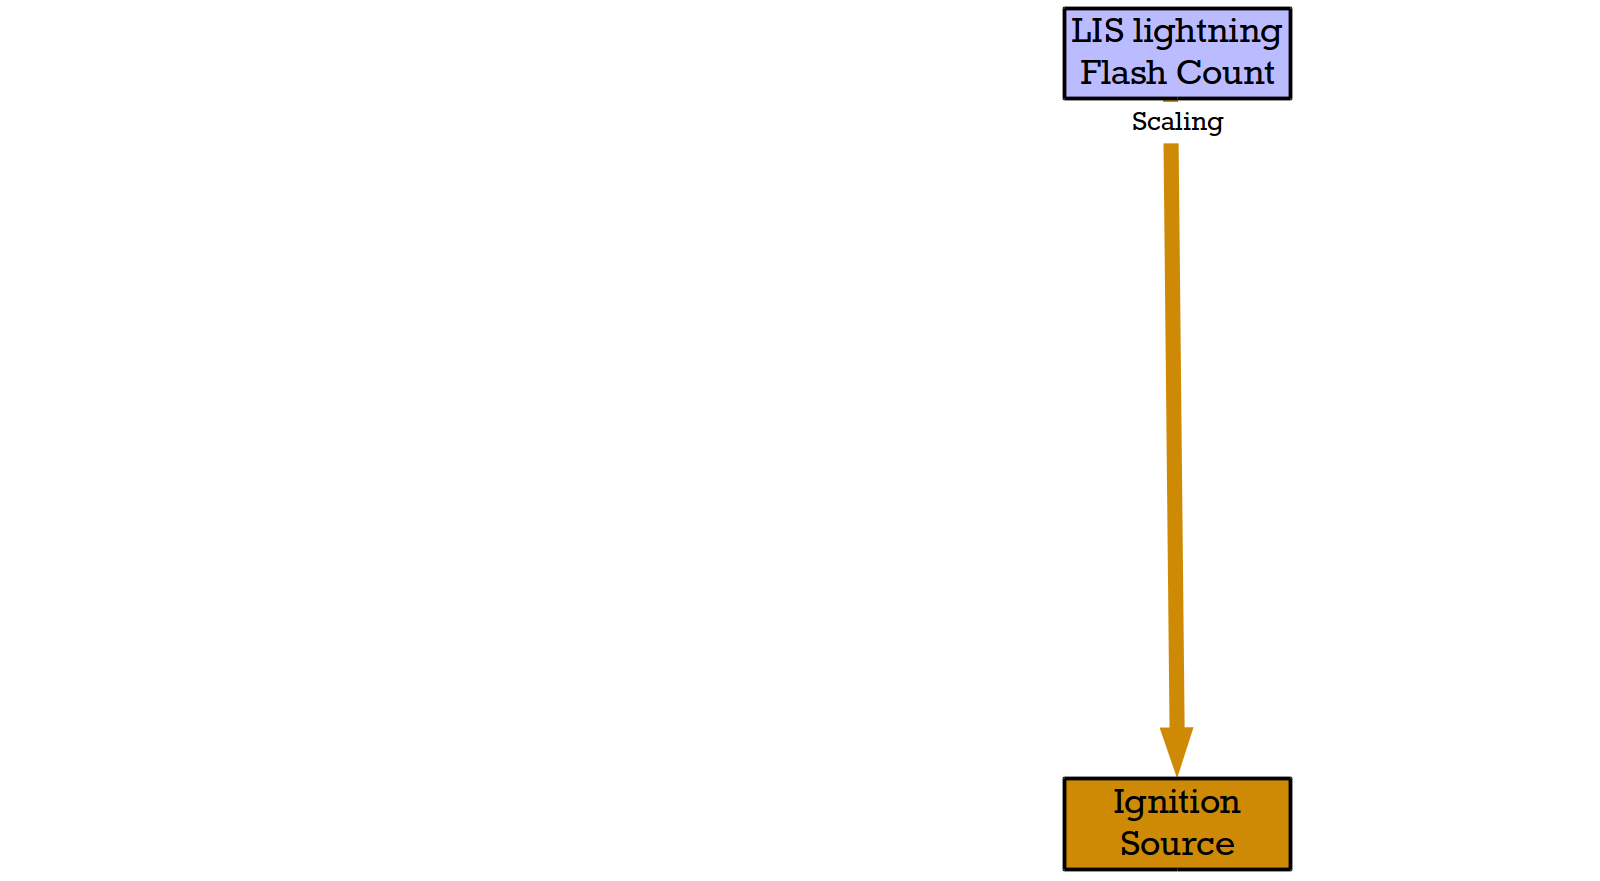 LIS lightning
Flash Count
Scaling
Ignition
Source